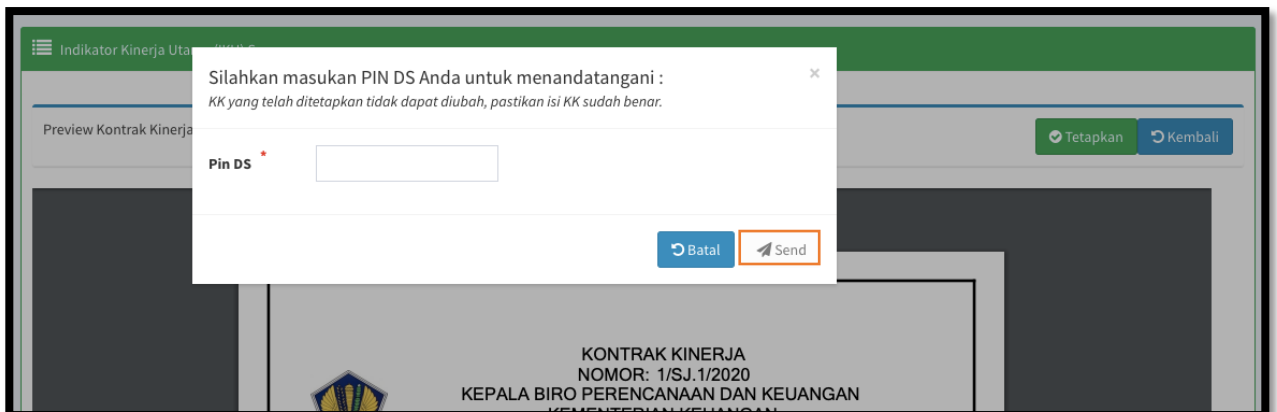 Indikator Kinerja Uta
Silahkan masukan PIN DS Anda untuk menandatangani :
×
KK yang telah ditetapkan tidak dapat diubah, pastikan isi KK sudah benar.
Preview Kontrak Kinerja
Tetapkan
Kembali
Pin DS *
Batal
Send
KONTRAK KINERJA
NOMOR: 1/SJ.1/2020
KEPALA BIRO PERENCANAAN DAN KEUANGAN
KEMENTERIAN KEUANGAN